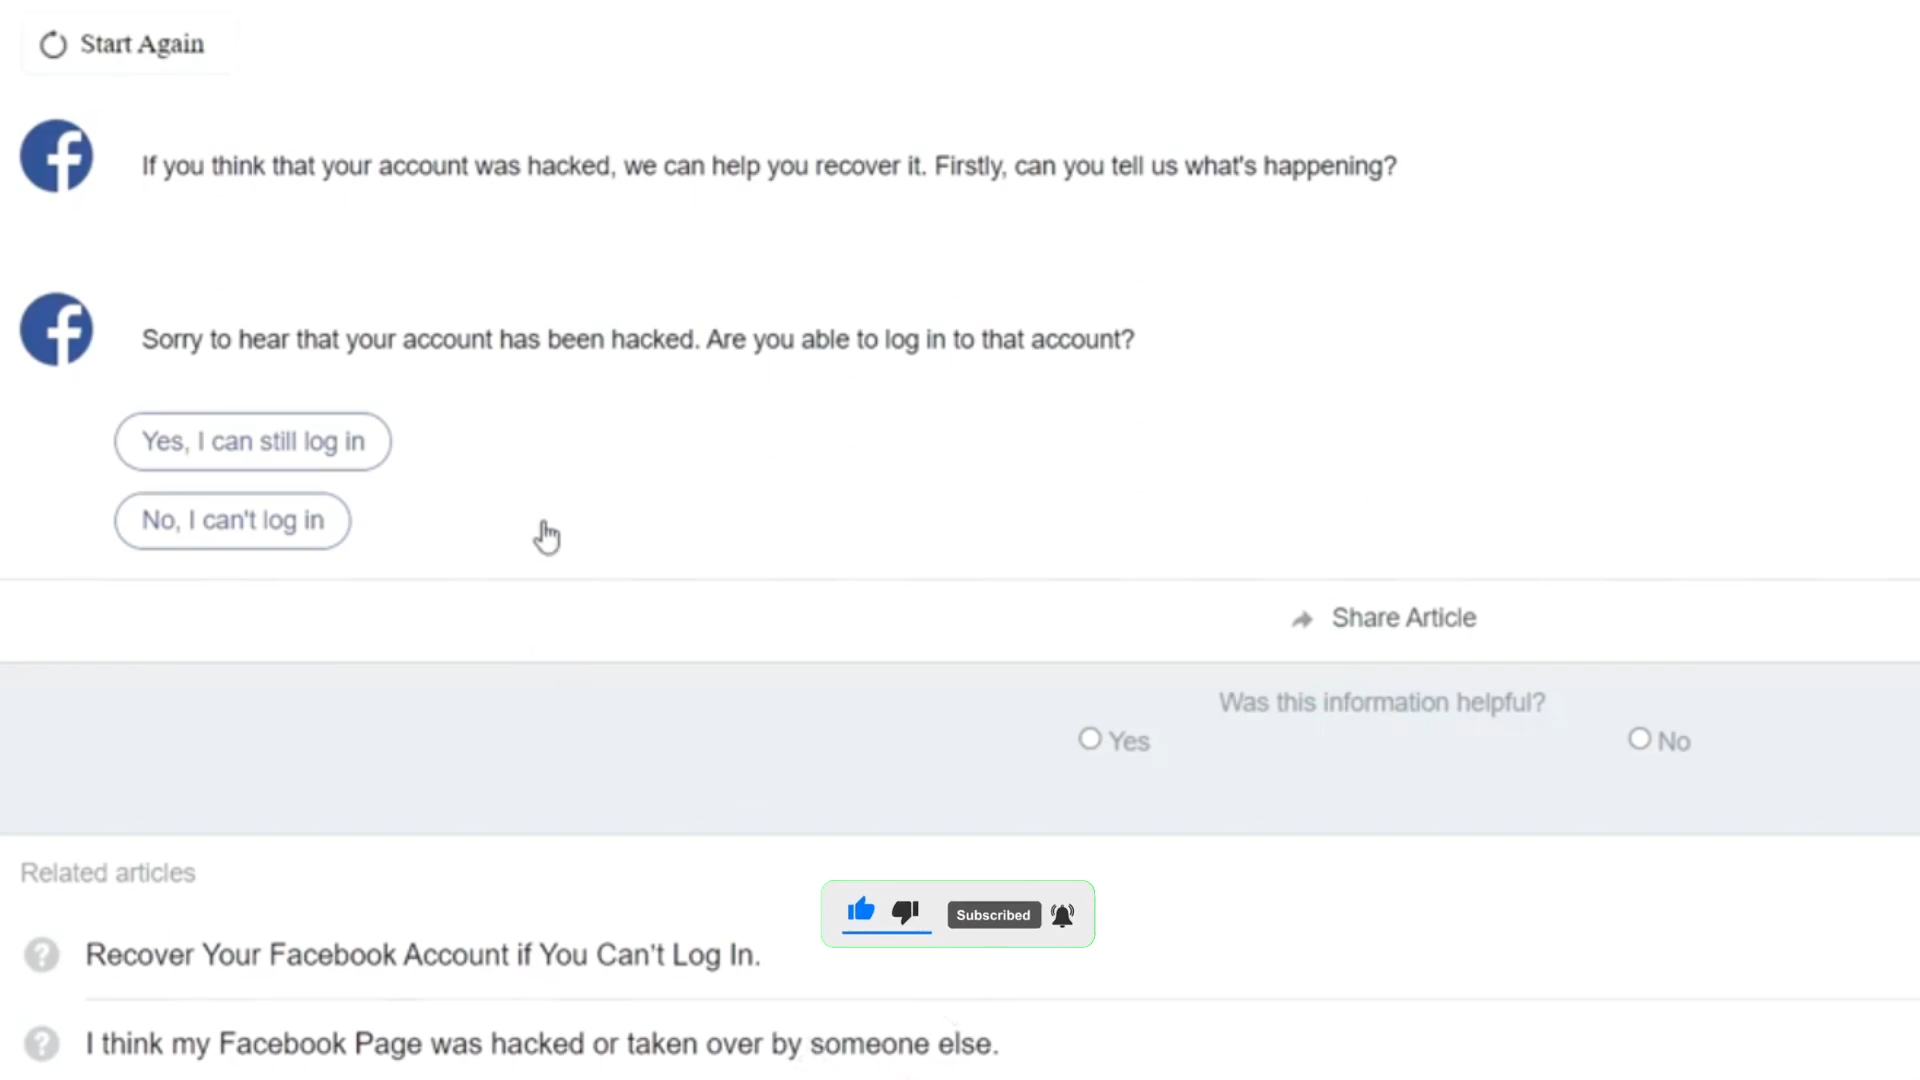 Start Again
If you think that your account was hacked, we can help you recover it. Firstly, can you tell us what's happening?
Sorry to hear that your account has been hacked. Are you able to log in to that account?
Yes, I can still log in
No, I can't log in
Share Article
Was this information helpful?
Yes
No
Related articles
Subscribed
Recover Your Facebook Account if You Can't Log In.
I think my Facebook Page was hacked or taken over by someone else.